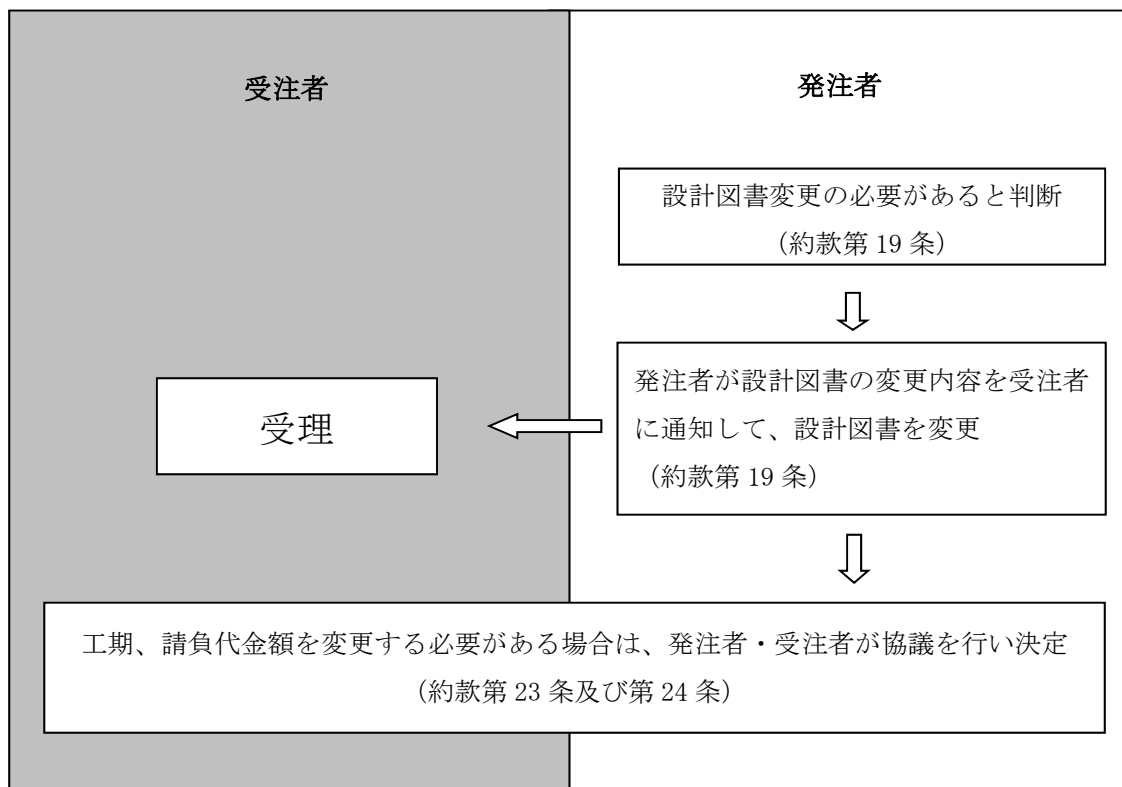 受注者
発注者
設計図書変更の必要があると判断
（約款第 19 条）
発注者が設計図書の変更内容を受注者
に通知して、設計図書を変更
（約款第 19 条）
受理
工期、請負代金額を変更する必要がある場合は、発注者・受注者が協議を行い決定
（約款第 23 条及び第 24 条）